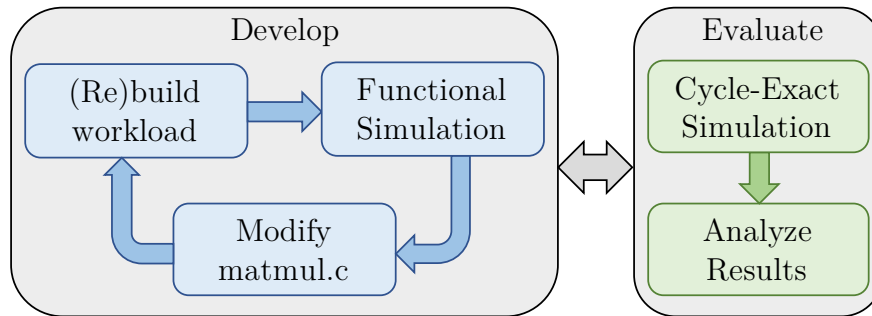 Develop
(Re)build
workload
Functional
Simulation
Modify
matmul.c
Evaluate
Cycle-Exact
Simulation
Analyze
Results